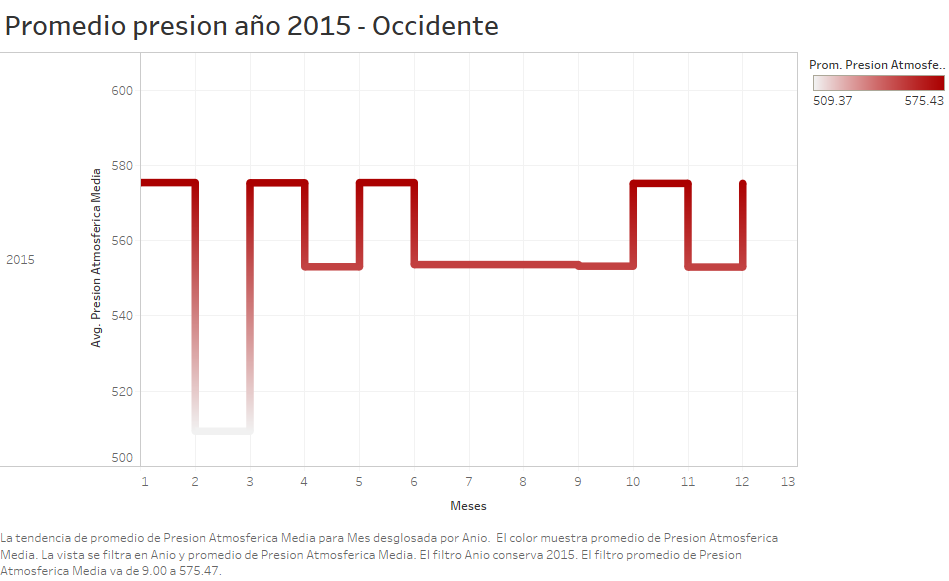 Promedio presion año 2015 - Occidente
Prom. Presion Atmosfe..
509.37 575.43
2015
Avg. Presion Atmosferica Media
600
580
560
540
520
500
1 2 3 4 5 6 7 8 9 10 11 12 13
Meses
La tendencia de promedio de Presion Atmosferica Media para Mes desglosada por Anio.  El color muestra promedio de Presion Atmosferica
Media. La vista se filtra en Anio y promedio de Presion Atmosferica Media. El filtro Anio conserva 2015. El filtro promedio de Presion
Atmosferica Media va de 9.00 a 575.47.